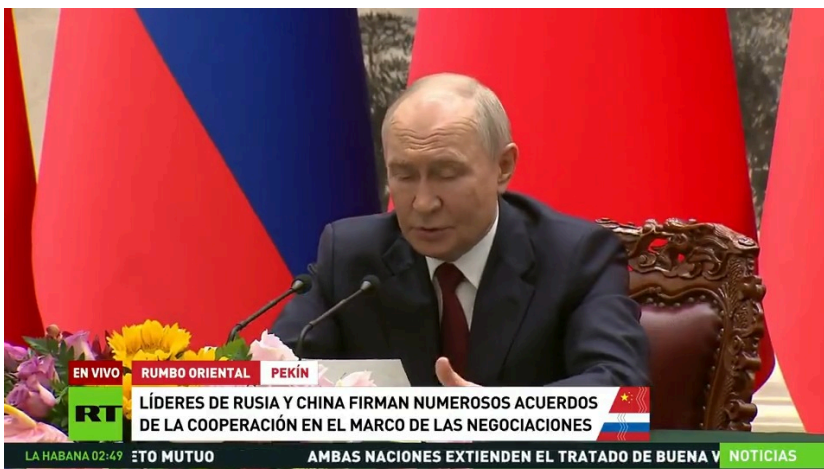 EN VIVO RUMBO ORIENTAL PEKÍN
RT
LÍDERES DE RUSIA Y CHINA FIRMAN NUMEROSOS ACUERDOS
DE LA COOPERACIÓN EN EL MARCO DE LAS NEGOCIACIONES
LA HABANA 02:49 ETO MUTUO AMBAS NACIONES EXTIENDEN EL TRATADO DE BUENA V NOTICIAS